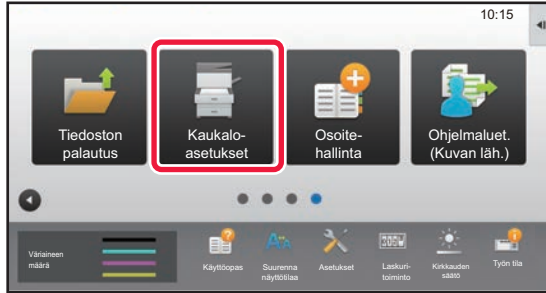 10:15
Tiedoston
palautus
Kaukalo-
asetukset
Osoite-
hallinta
Ohjelmaluet.
(Kuvan läh.)
Väriaineen
määrä
Käyttöopas
Suurenna
näyttötilaa
Asetukset
Laskuri-
toiminto
Kirkkauden
säätö
Työn tila